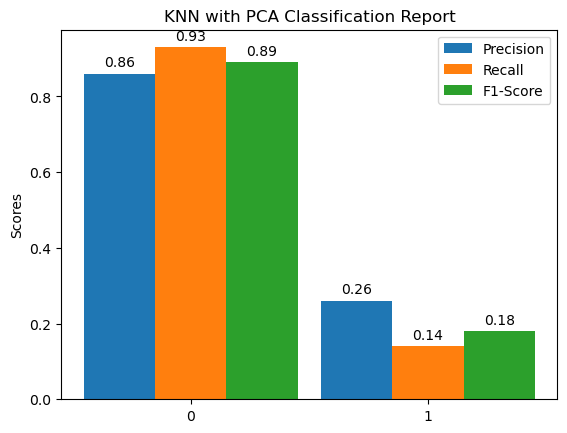 KNN with PCA Classification Report
Precision
Recall
F1-Score
Scores
0.8
0.6
0.4
0.2
0.0
0.86
0.93
0.89
0.26
0.14
0.18
0
1